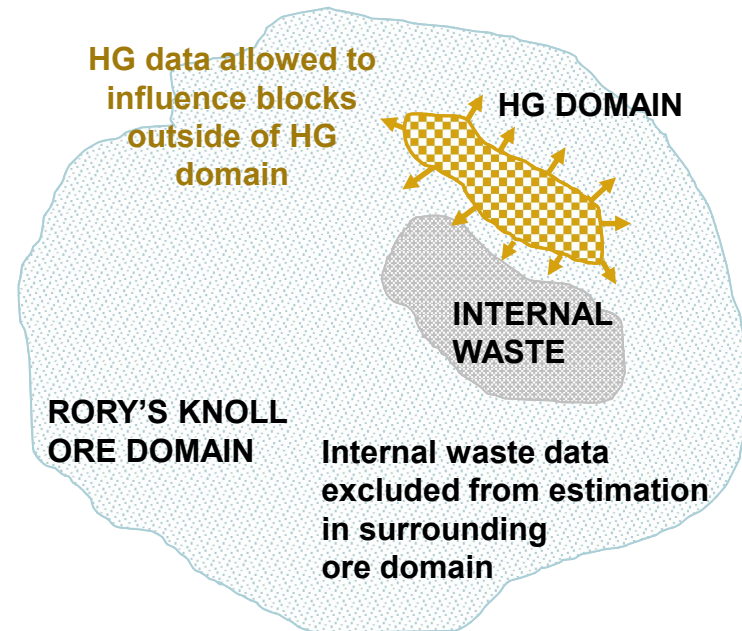 HG data allowed to
influence blocks
outside of HG
domain
HG DOMAIN
INTERNAL
WASTE
RORY'S KNOLL
ORE DOMAIN
Internal waste data
excluded from estimation
in surrounding
ore domain